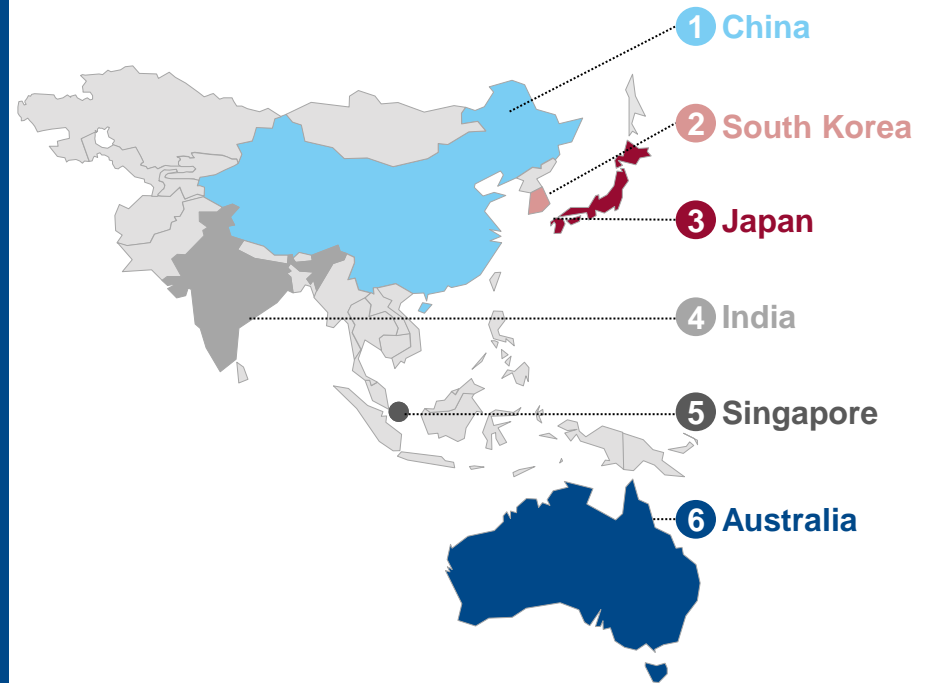 1 China
2 South Korea
3 Japan
4 India
5 Singapore
6 Australia